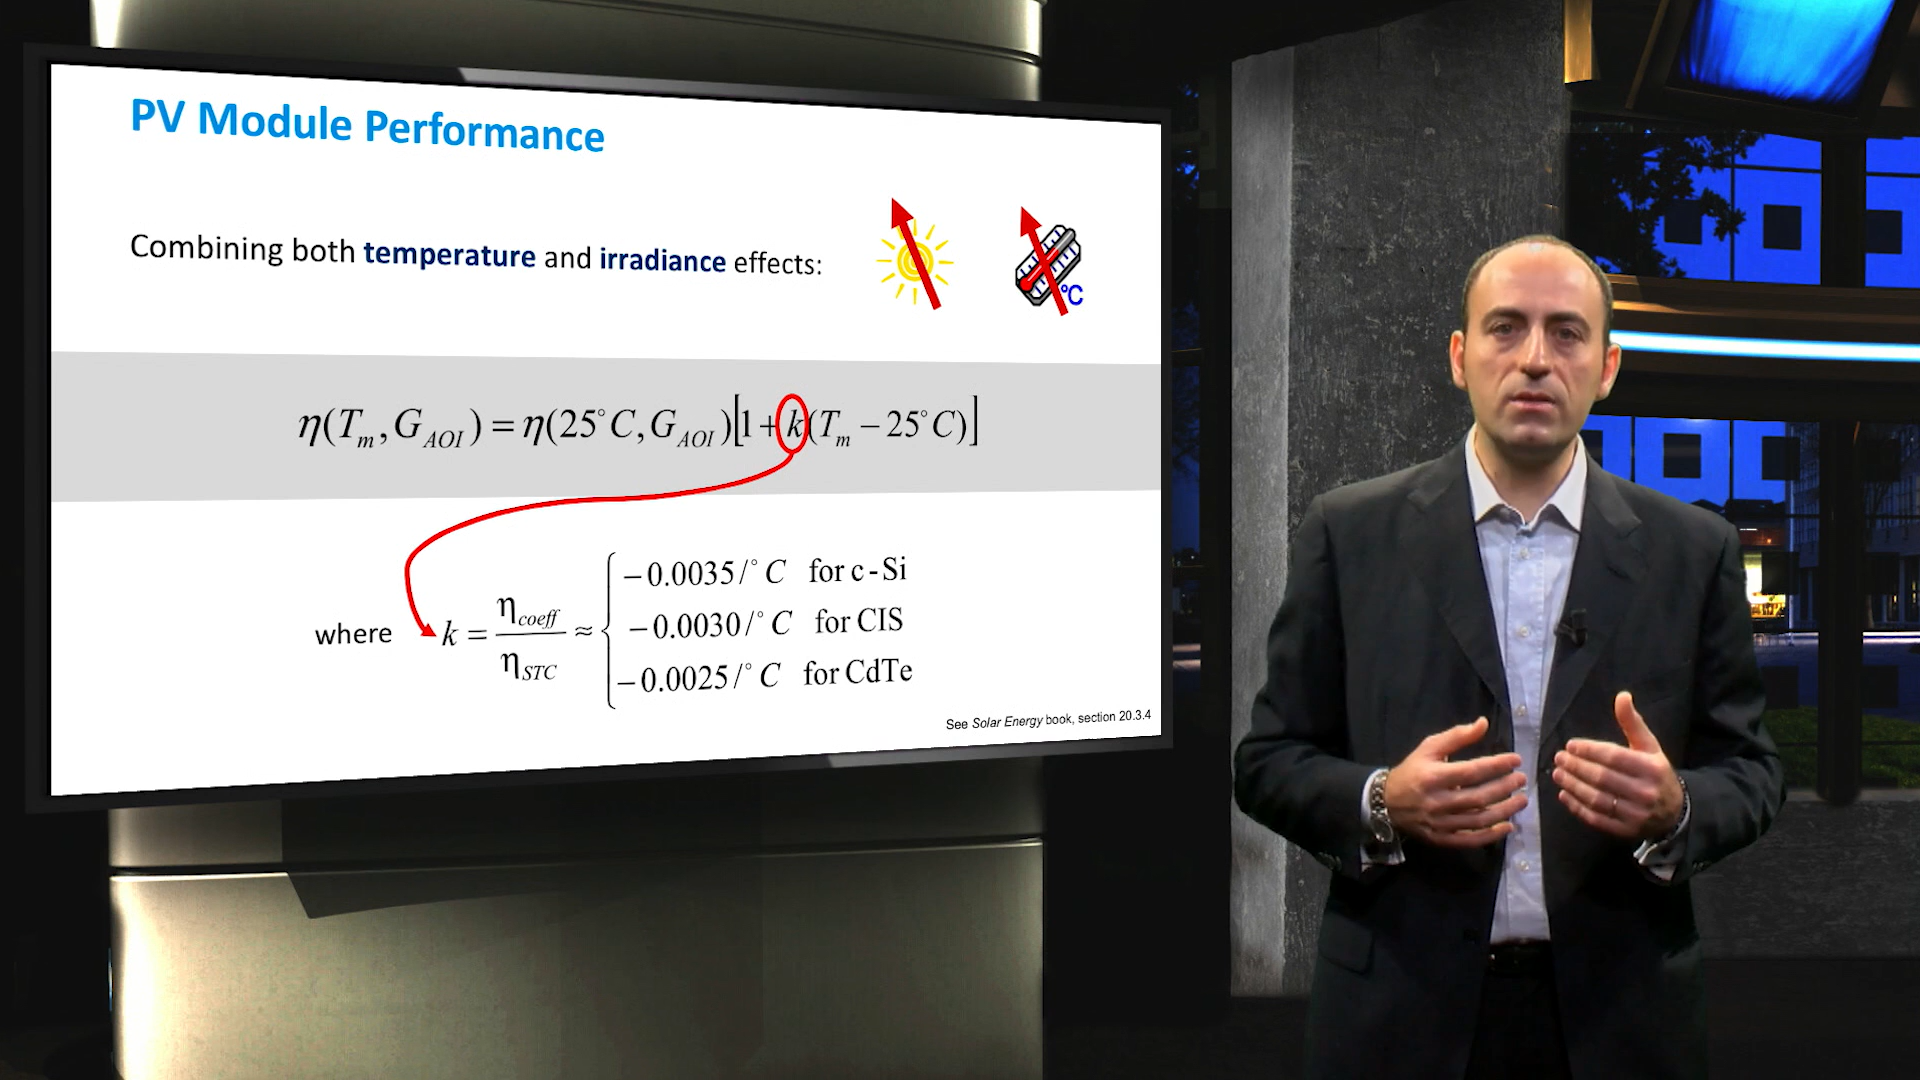 PV Module Performance
Combining both temperature and irradiance effects:
°C
η(Tm, GAOI) = η(25°C, GAOI)[1 + k(Tm − 25°C)]
where k = ηcoeff / ηSTC ≈
−0.0035/°C for c-Si
−0.0030/°C for CIS
−0.0025/°C for CdTe
See Solar Energy book, section 20.3.4